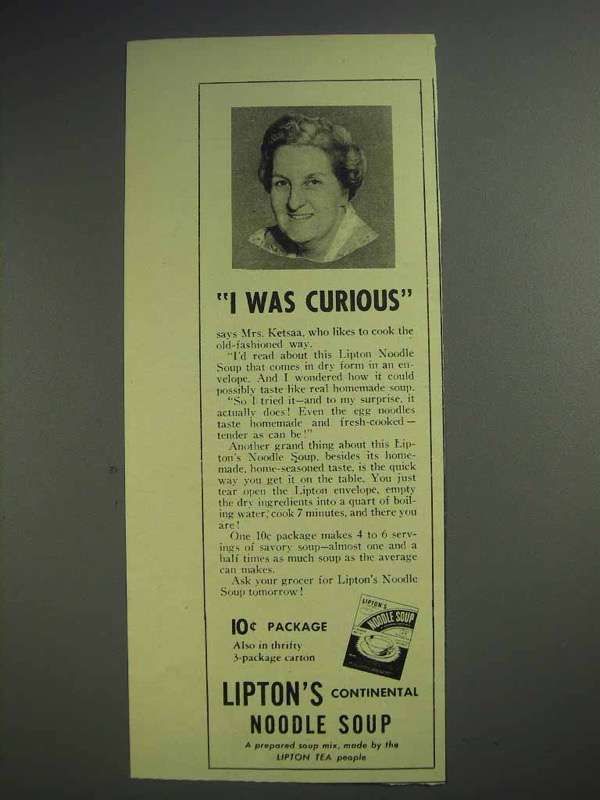 "I WAS CURIOUS"
says Mrs. Ketsaa, who likes to cook the
old-fashioned way.
"I'd read about this Lipton Noodle
Soup that comes in dry form in an en-
velope. And I wondered how it could
possibly taste like real homemade soup.
"So I tried it—and to my surprise, it
actually does! Even the egg noodles
taste homemade and fresh-cooked—
tender as can be!"
Another grand thing about this Lip-
ton's Noodle Soup, besides its home-
made, home-seasoned taste, is the quick
way you get it on the table. You just
tear open the Lipton envelope, empty
the dry ingredients into a quart of boil-
ing water, cook 7 minutes, and there you
are!
One 10c package makes 4 to 6 serv-
ings of savory soup—almost one and a
half times as much soup as the average
can makes.
Ask your grocer for Lipton's Noodle
Soup tomorrow!
10¢ PACKAGE
Also in thrifty
3-package carton
LIPTON'S
NOODLE SOUP
LIPTON'S CONTINENTAL
NOODLE SOUP
A prepared soup mix, made by the
LIPTON TEA people